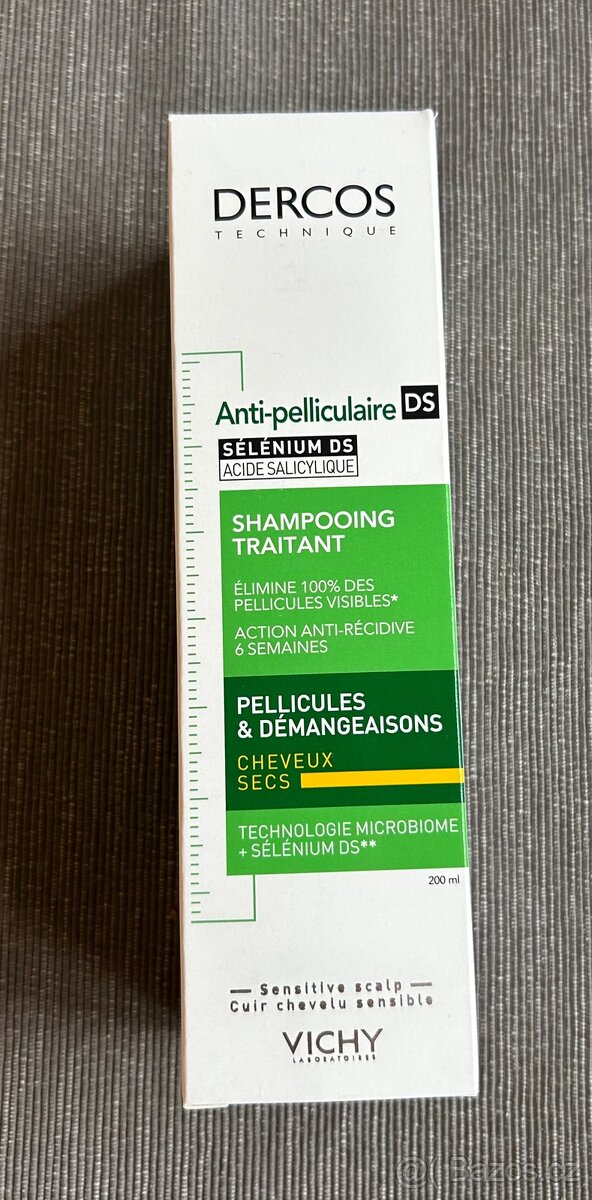 DERCOS
TECHNIQUE
Anti-pelliculaire DS
SÉLÉNIUM DS
ACIDE SALICYLIQUE
SHAMPOOING
TRAITANT
ÉLIMINE 100% DES
PELLICULES VISIBLES*
ACTION ANTI-RÉCIDIVE
6 SEMAINES
PELLICULES
& DÉMANGEAISONS
CHEVEUX
SECS
TECHNOLOGIE MICROBIOME
+ SÉLÉNIUM DS**
200 ml
Sensitive scalp
Cuir chevelu sensible
VICHY
LABORATOIRES
@ Bazos.cz